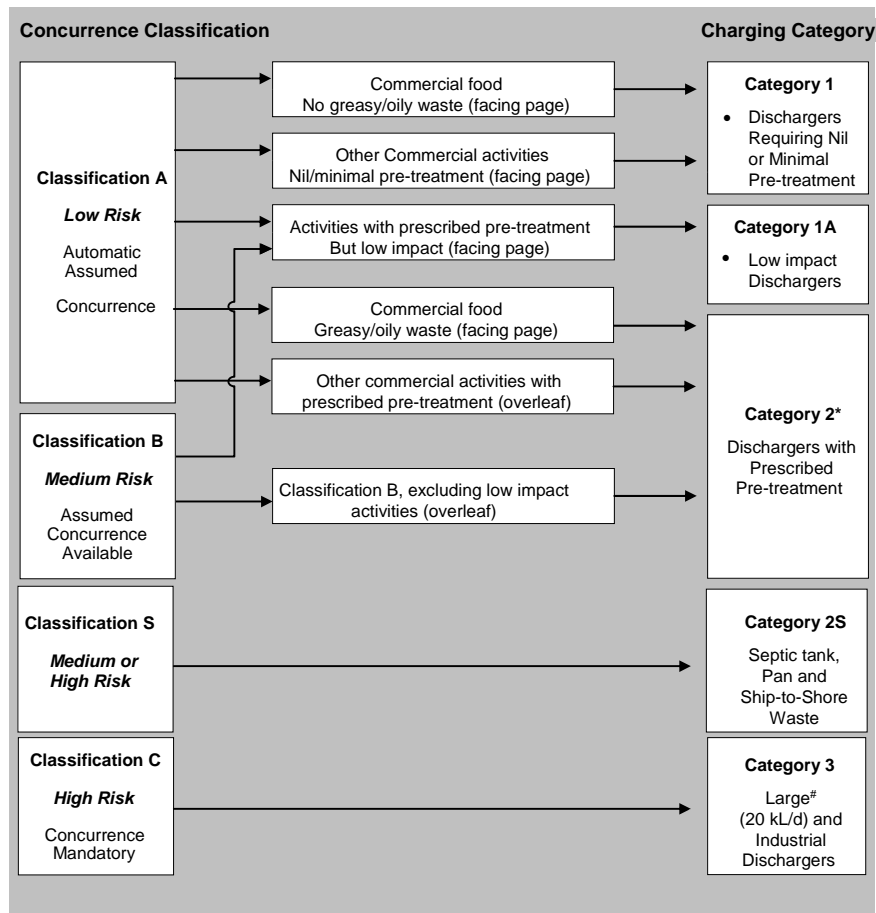 Concurrence Classification
Charging Category
Classification A
Low Risk
Automatic
Assumed
Concurrence
Classification B
Medium Risk
Assumed
Concurrence
Available
Classification S
Medium or
High Risk
Classification C
High Risk
Concurrence
Mandatory
Commercial food
No greasy/oily waste (facing page)
Other Commercial activities
Nil/minimal pre-treatment (facing page)
Activities with prescribed pre-treatment
But low impact (facing page)
Commercial food
Greasy/oily waste (facing page)
Other commercial activities with
prescribed pre-treatment (overleaf)
Classification B, excluding low impact
activities (overleaf)
Category 1
• Dischargers
Requiring Nil
or Minimal
Pre-treatment
Category 1A
• Low impact
Dischargers
Category 2*
Dischargers with
Prescribed
Pre-treatment
Category 2S
Septic tank,
Pan and
Ship-to-Shore
Waste
Category 3
Large#
(20 kL/d) and
Industrial
Dischargers